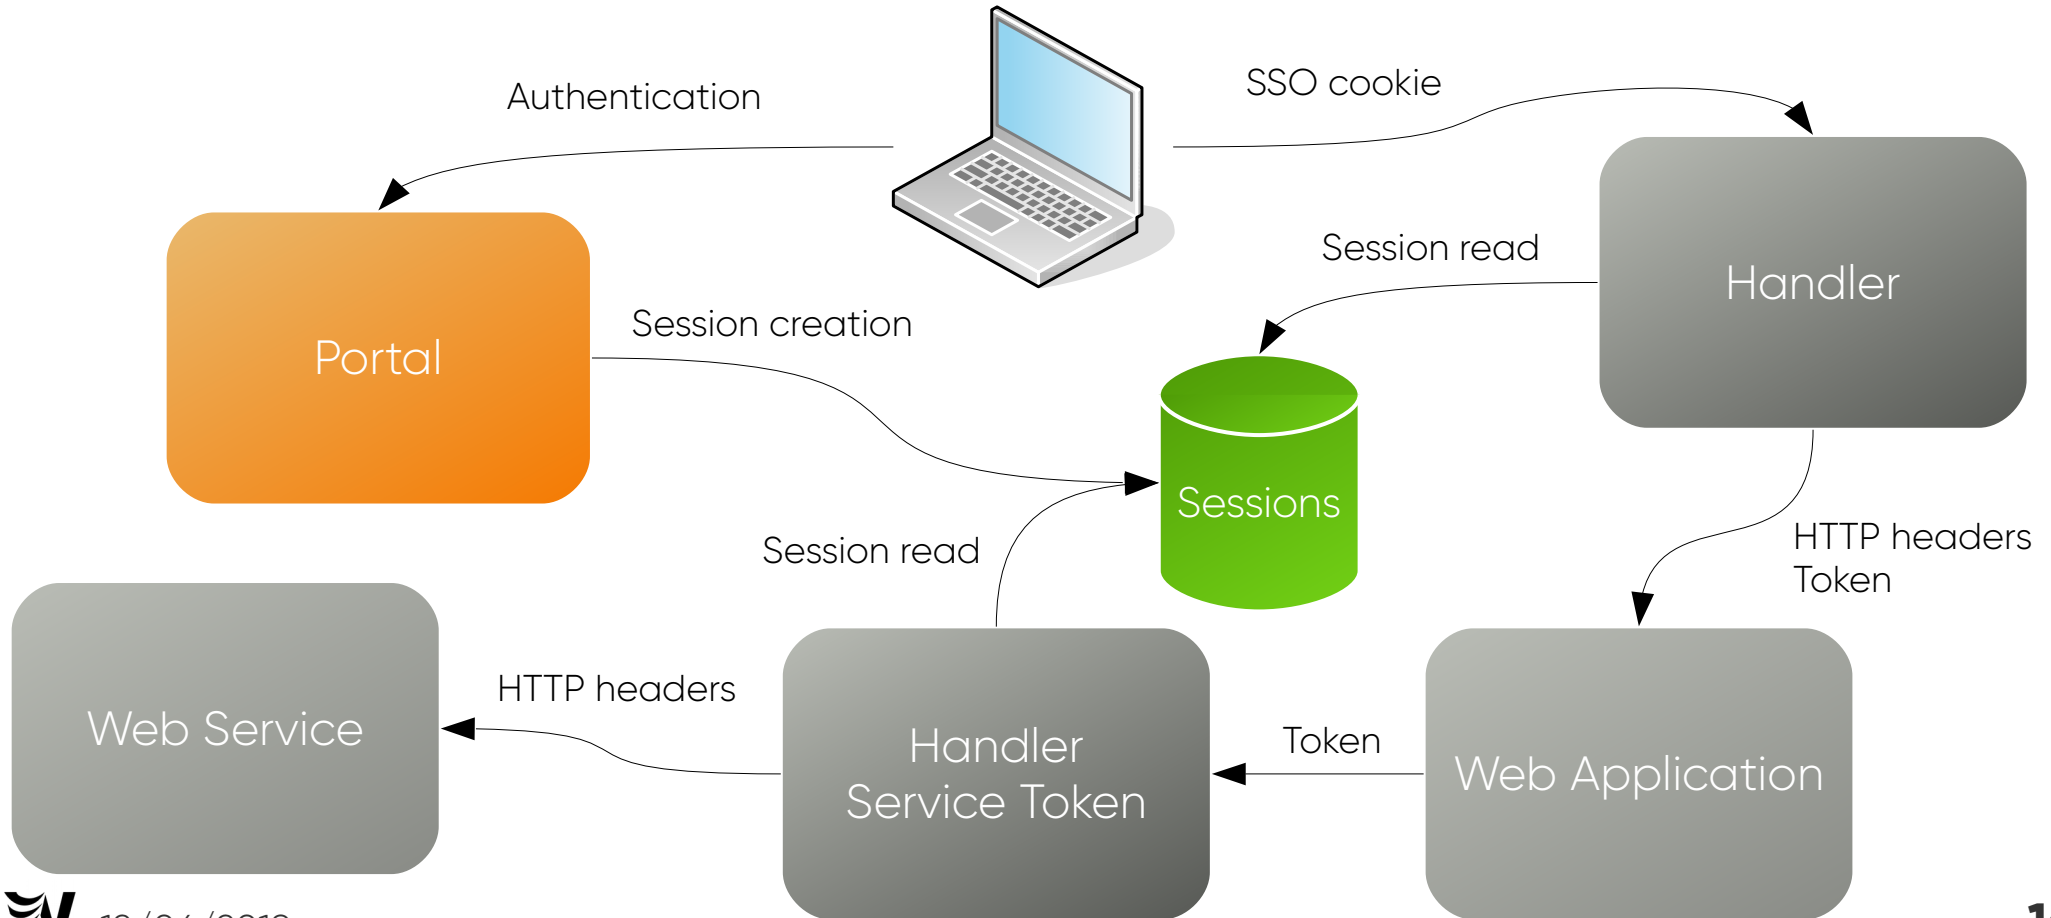 Authentication
SSO cookie
Session read
Handler
Session creation
Portal
Sessions
HTTP headers
Token
Session read
Web Service
HTTP headers
Handler
Service Token
Token
Web Application